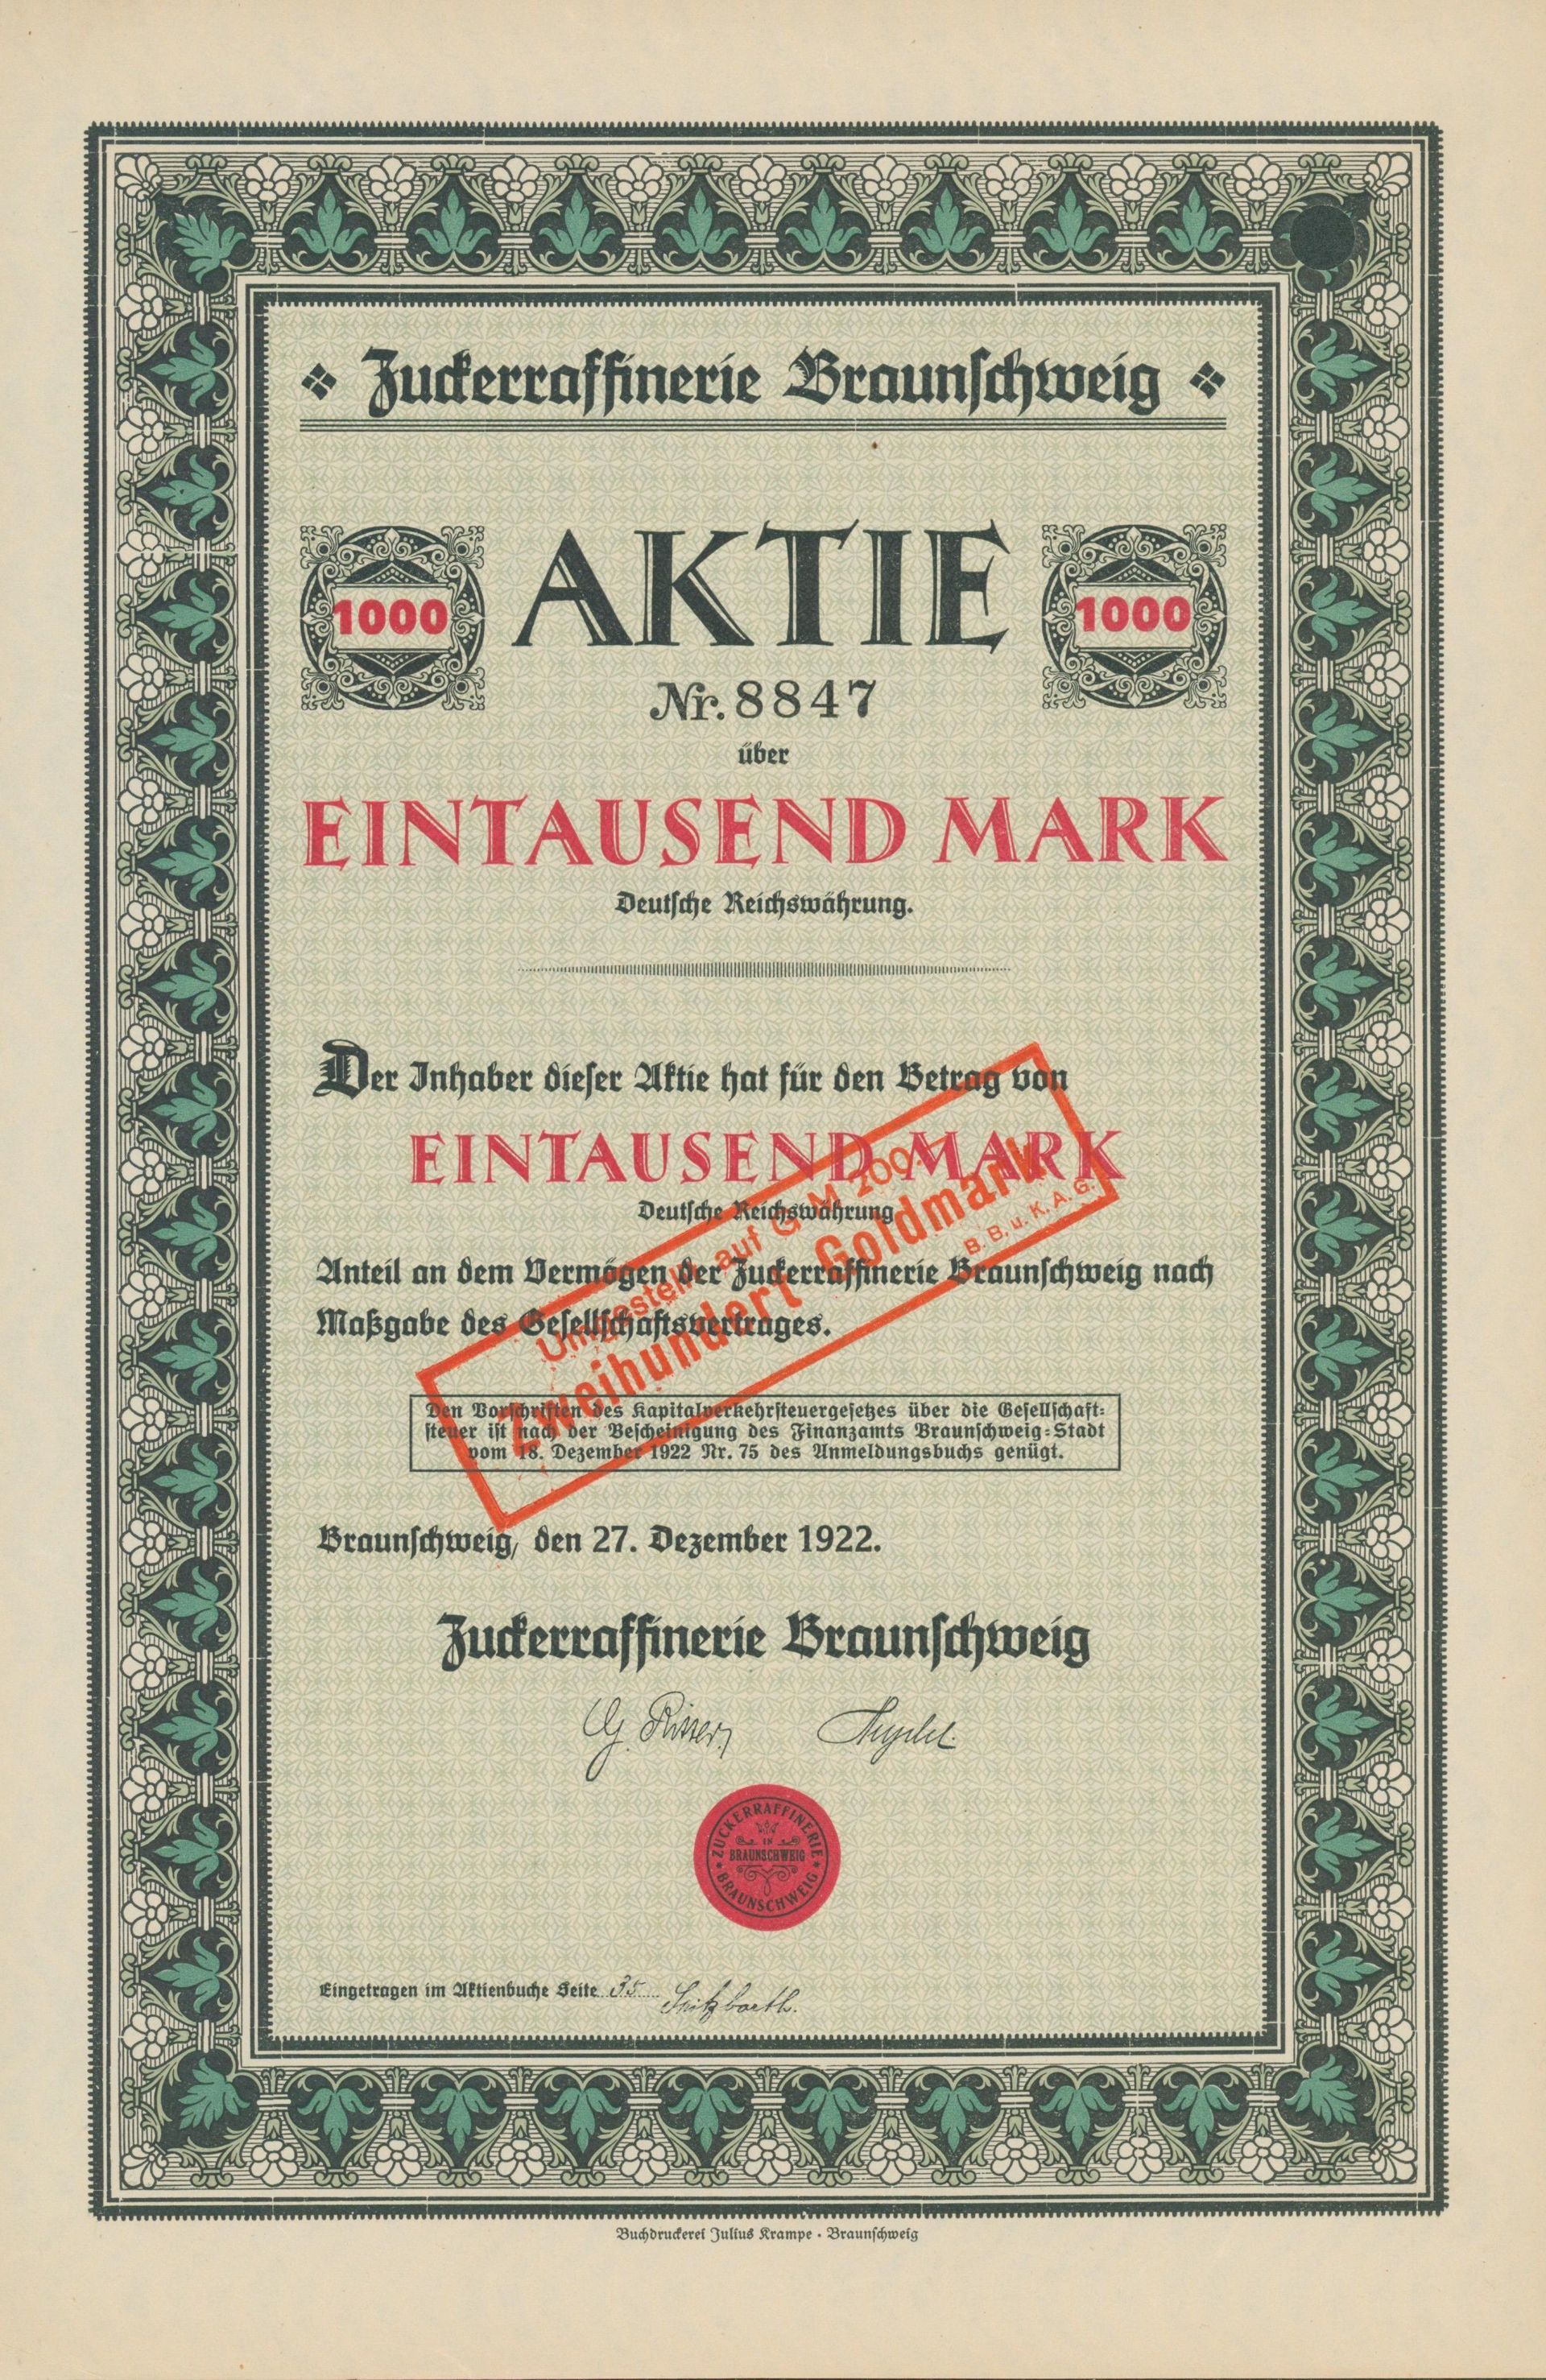 Zuckerraffinerie Braunschweig
1000 AKTIE 1000
Nr. 8847
über
EINTAUSEND MARK
Deutsche Reichswährung.
Der Inhaber dieser Aktie hat für den Betrag von
EINTAUSEND MARK
Deutsche Reichswährung
Anteil an dem Vermögen der Zuckerraffinerie Braunschweig nach
Maßgabe des Gesellschaftsvertrages.
Umgestellt auf G M 200.-
Zweihundert Goldmark
B. B. u. K. A. G.
Den Vorschriften des Kapitalverkehrsteuergesetzes über die Gesellschaft-
steuer ist nach der Bescheinigung des Finanzamts Braunschweig-Stadt
vom 18. Dezember 1922 Nr. 75 des Anmeldungsbuchs genügt.
Braunschweig, den 27. Dezember 1922.
Zuckerraffinerie Braunschweig
ZUCKERRAFFINERIE
IN
BRAUNSCHWEIG
BRAUNSCHWEIG
Eingetragen im Aktienbuche Seite 35
Buchdruckerei Julius Krampe · Braunschweig